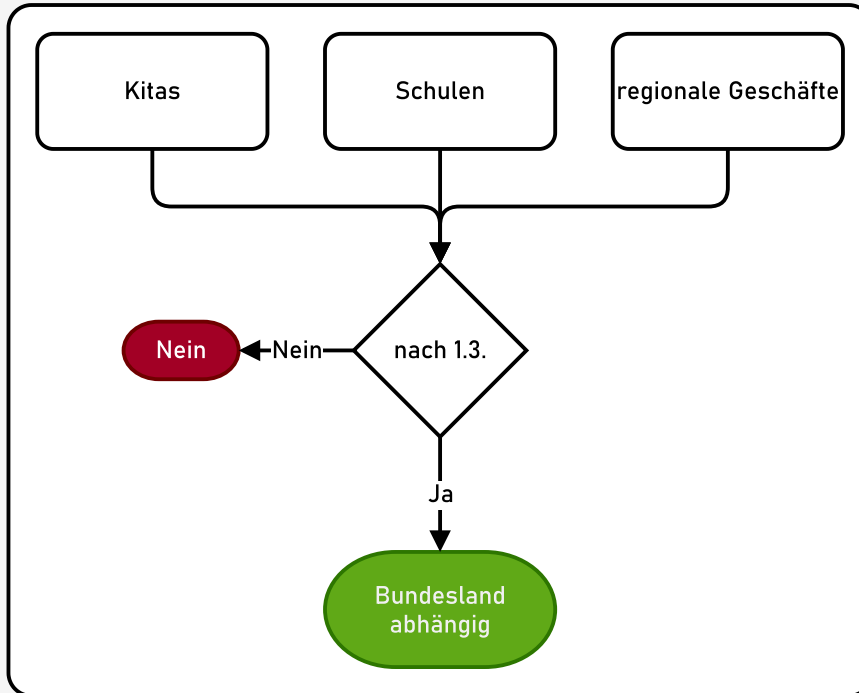 Kitas
Schulen
regionale Geschäfte
nach 1.3.
Nein
Nein
Ja
Bundesland
abhängig